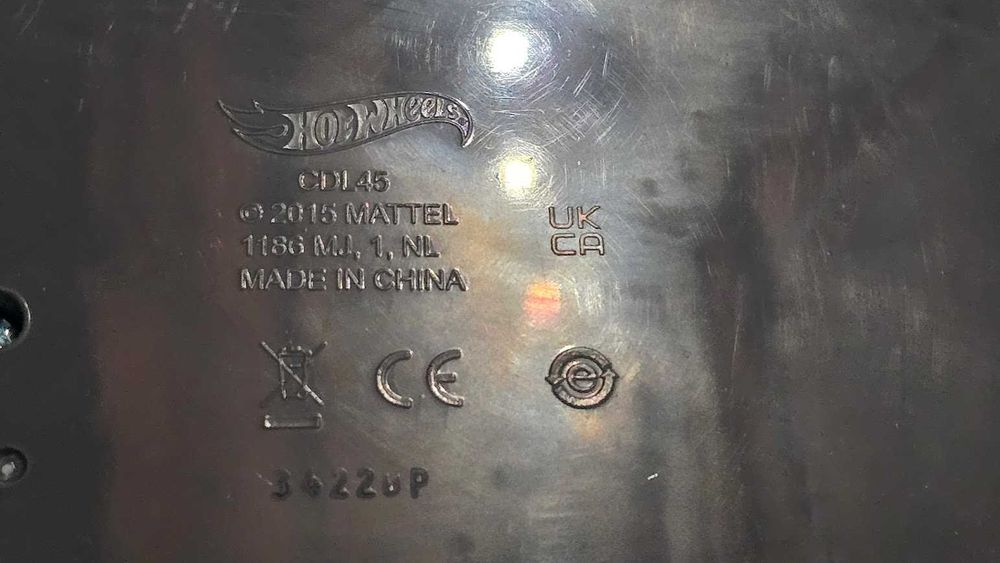 HOT WHeels
CDL45
© 2015 MATTEL
1186 MJ, 1, NL
MADE IN CHINA
UK
CA
CE
e